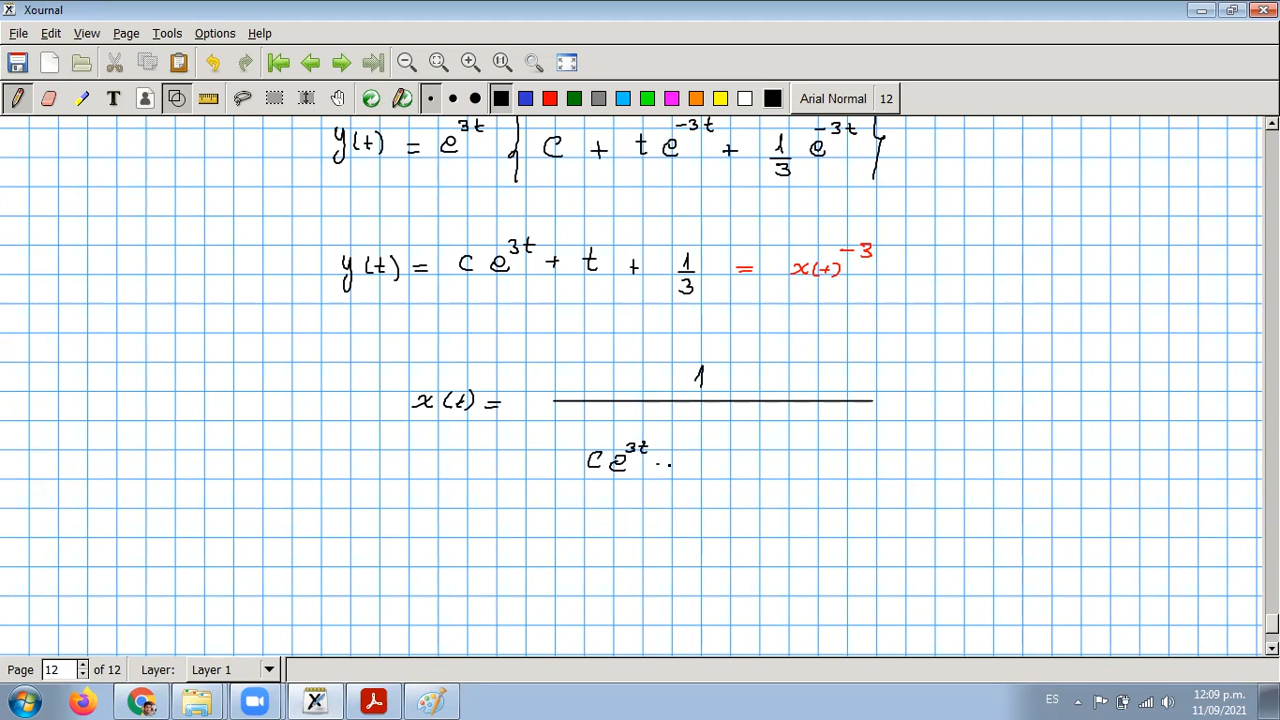 Xournal
File Edit View Page Tools Options Help
Arial Normal 12
y(t) = e^{3t} { C + t e^{-3t} + 1/3 e^{-3t} }
y(t) = C e^{3t} + t + 1/3 = x(t)^{-3}
x(t) = 1
C e^{3t} ..
Page 12 of 12 Layer: Layer 1
ES 12:09 p.m.
11/09/2021